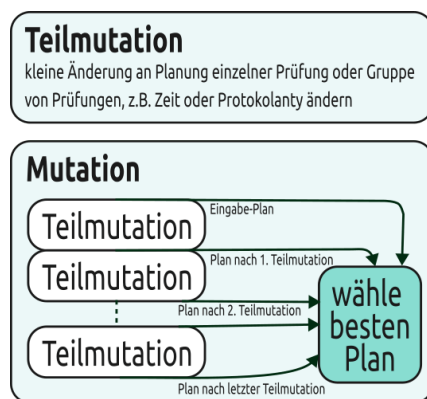 Teilmutation
kleine Änderung an Planung einzelner Prüfung oder Gruppe
von Prüfungen, z.B. Zeit oder Protokolanty ändern
Mutation
Teilmutation
Eingabe-Plan
Teilmutation
Plan nach 1. Teilmutation
Plan nach 2. Teilmutation
Teilmutation
Plan nach letzter Teilmutation
wähle
besten
Plan